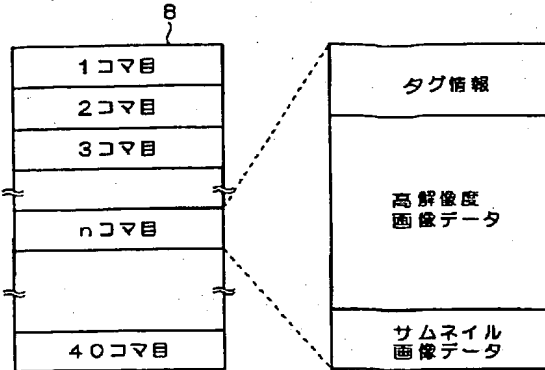 8
1コマ目
2コマ目
3コマ目
nコマ目
40コマ目
タグ情報
高解像度
画像データ
サムネイル
画像データ